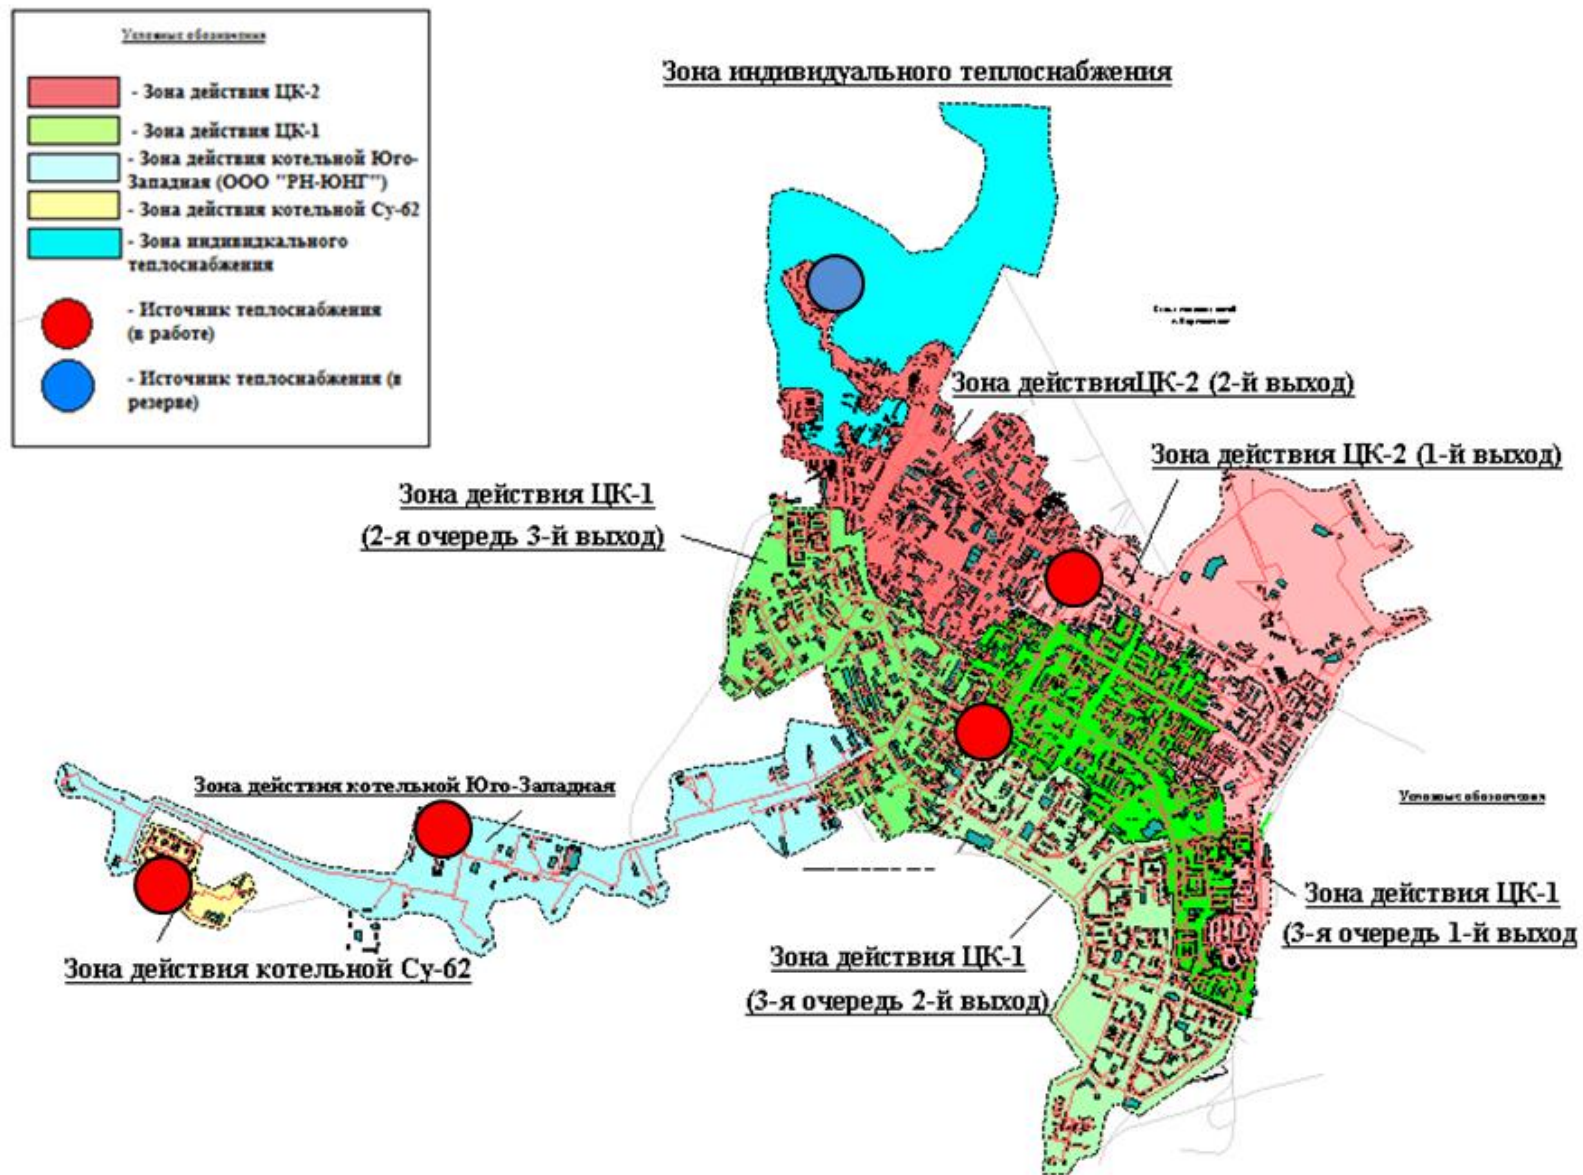 Условные обозначения
- Зона действия ЦК-2
- Зона действия ЦК-1
- Зона действия котельной Юго-
Западная (ООО "РН-ЮНГ")
- Зона действия котельной Су-62
- Зона индивидкального
теплоснабжения
- Источник теплоснабжения
(в работе)
- Источник теплоснабжения (в
резерве)
Зона индивидуального теплоснабжения
Зона действияЦК-2 (2-й выход)
Зона действия ЦК-2 (1-й выход)
Зона действия ЦК-1
(2-я очередь 3-й выход)
Зона действия котельной Юго-Западная
Условные обозначения
Зона действия ЦК-1
(3-я очередь 1-й выход
Зона действия ЦК-1
(3-я очередь 2-й выход)
Зона действия котельной Су-62